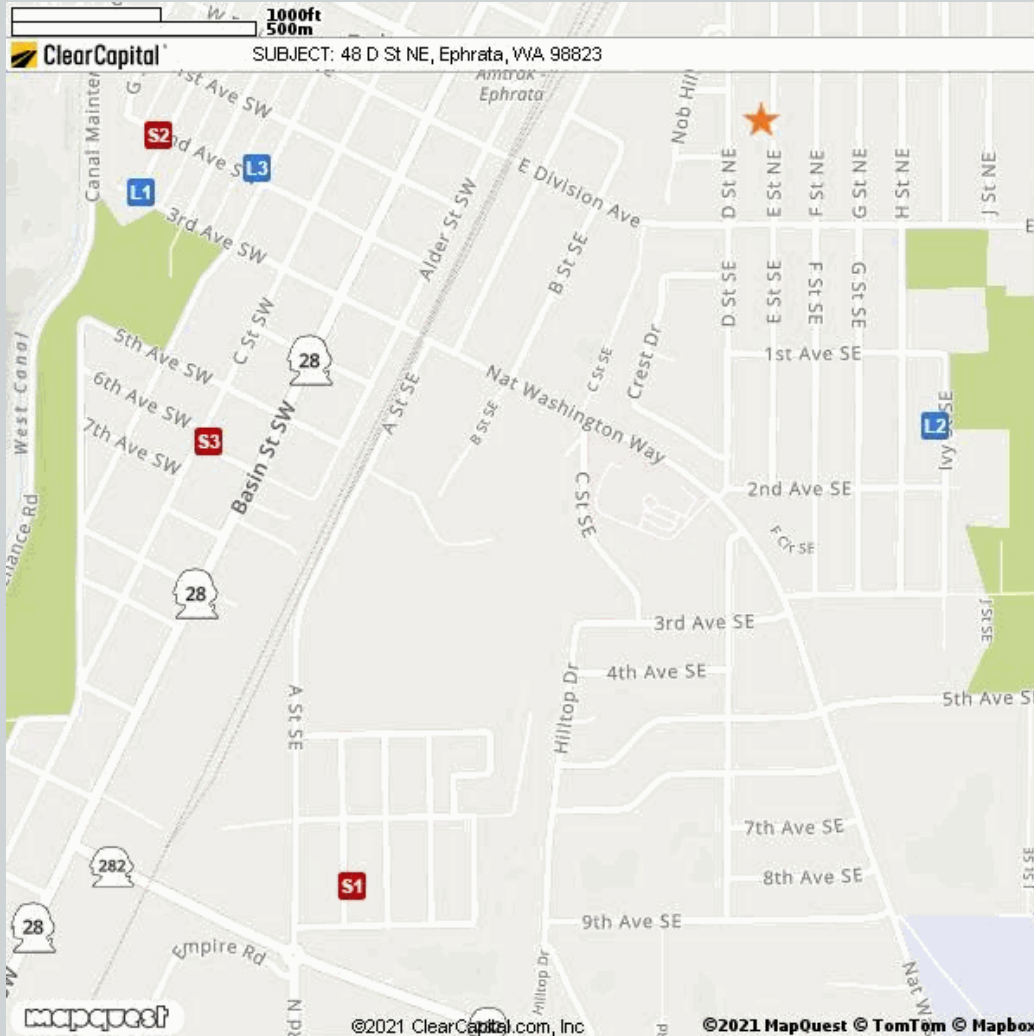 1000ft
500m
ClearCapital
SUBJECT: 48 D St NE, Ephrata, WA 98823
Amtrak -
Ephrata
Canal Mainten
G
1st Ave SW
S2
nd Ave S
L3
L1
3rd Ave SW
Nob Hill
D St NE
E St NE
F St NE
G St NE
H St NE
J St NE
E Division Ave
E
Alder St SW
B St SE
D St SE
E St SE
F St SE
G St SE
West Canal
5th Ave SW
C St SW
28
6th Ave SW
7th Ave SW
S3
Basin St SW
A St SE
Nat Washington Way
C St SE
Crest Dr
B St SE
1st Ave SE
L2
Ivy
SE
2nd Ave SE
C St SE
F Cir SE
28
3rd Ave SE
J St SE
4th Ave SE
Hilltop Dr
A St SE
5th Ave SE
7th Ave SE
8th Ave SE
9th Ave SE
282
S1
28
Empire Rd
Hilltop Dr
Nat Wa
N
mapquest
©2021 ClearCapital.com, Inc
©2021 MapQuest © TomTom © Mapbox